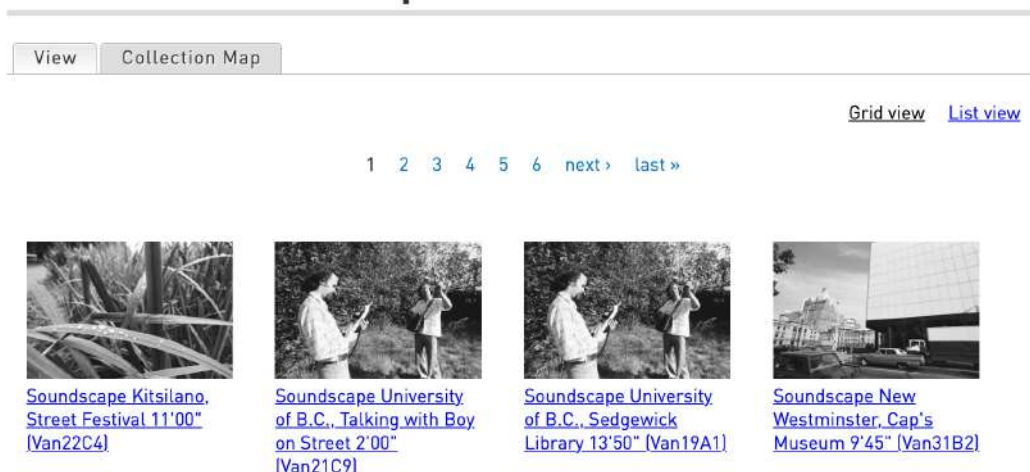 View
Collection Map
Grid view List view
1 2 3 4 5 6 next › last »
Soundscape Kitsilano,
Street Festival 11'00"
(Van22C4)
Soundscape University
of B.C., Talking with Boy
on Street 2'00"
(Van21C9)
Soundscape University
of B.C., Sedgewick
Library 13'50" (Van19A1)
Soundscape New
Westminster, Cap's
Museum 9'45" (Van31B2)